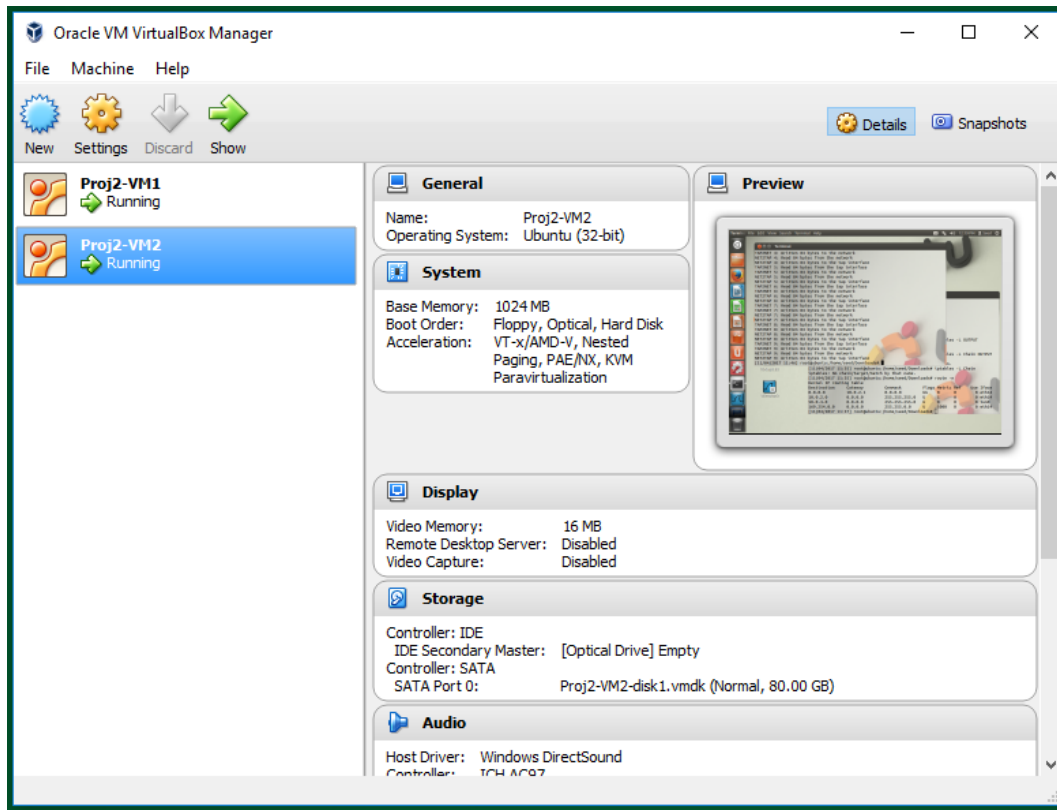 Oracle VM VirtualBox Manager
File Machine Help
New Settings Discard Show
Details Snapshots
Proj2-VM1
Running
Proj2-VM2
Running
General
Name: Proj2-VM2
Operating System: Ubuntu (32-bit)
System
Base Memory: 1024 MB
Boot Order: Floppy, Optical, Hard Disk
Acceleration: VT-x/AMD-V, Nested
Paging, PAE/NX, KVM
Paravirtualization
Preview
Display
Video Memory: 16 MB
Remote Desktop Server: Disabled
Video Capture: Disabled
Storage
Controller: IDE
IDE Secondary Master: [Optical Drive] Empty
Controller: SATA
SATA Port 0: Proj2-VM2-disk1.vmdk (Normal, 80.00 GB)
Audio
Host Driver: Windows DirectSound
Controller: ICH AC97